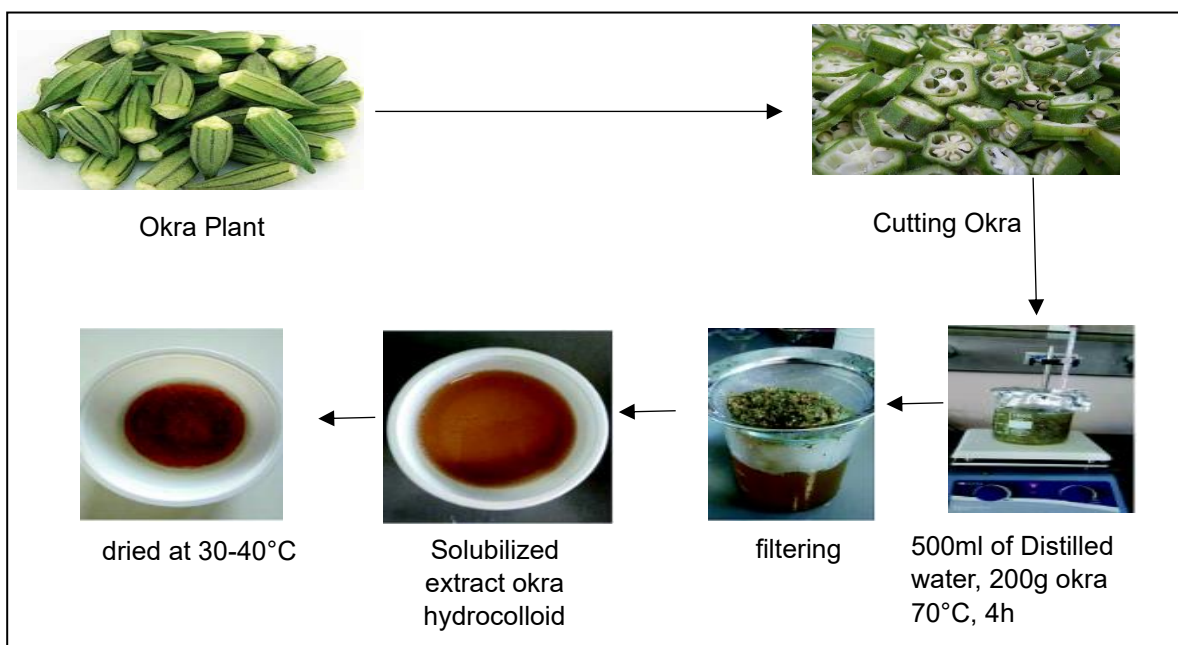 Okra Plant
Cutting Okra
dried at 30-40°C
Solubilized
extract okra
hydrocolloid
filtering
500ml of Distilled
water, 200g okra
70°C, 4h